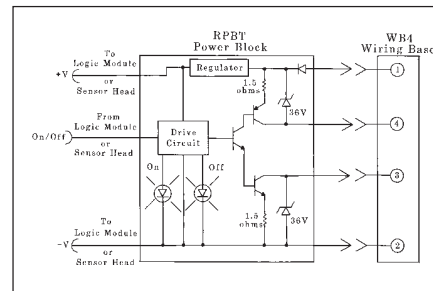 RPBT
Power Block
WB4
Wiring Base
To
Logic Module
or
Sensor Head
+V
Regulator
1.5
ohms
36V
1
4
From
Logic Module
or
Sensor Head
On/Off
Drive
Circuit
On
Off
3
1.5
ohms
36V
To
Logic Module
or
Sensor Head
-V
2